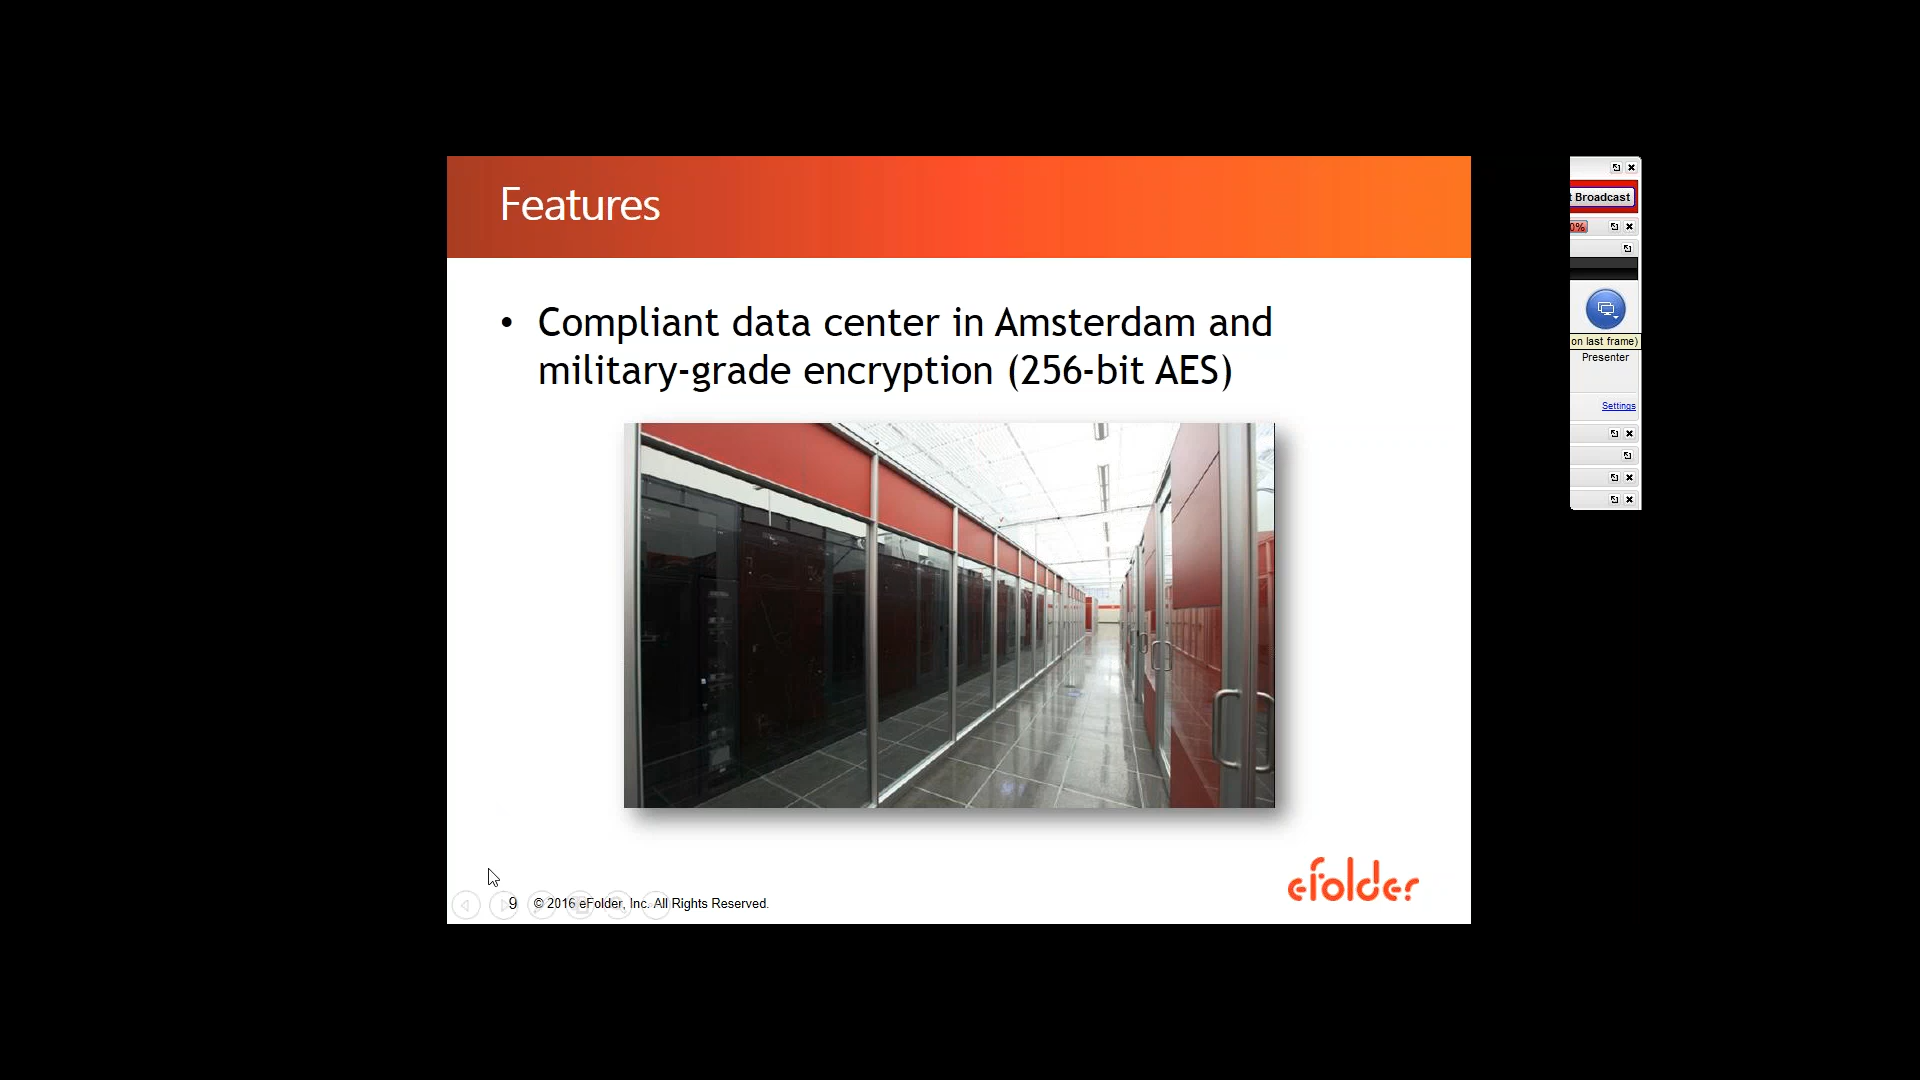 Features
• Compliant data center in Amsterdam and
military-grade encryption (256-bit AES)
efolder
9 © 2016 eFolder, Inc. All Rights Reserved.
t Broadcast
0%
on last frame)
Presenter
Settings